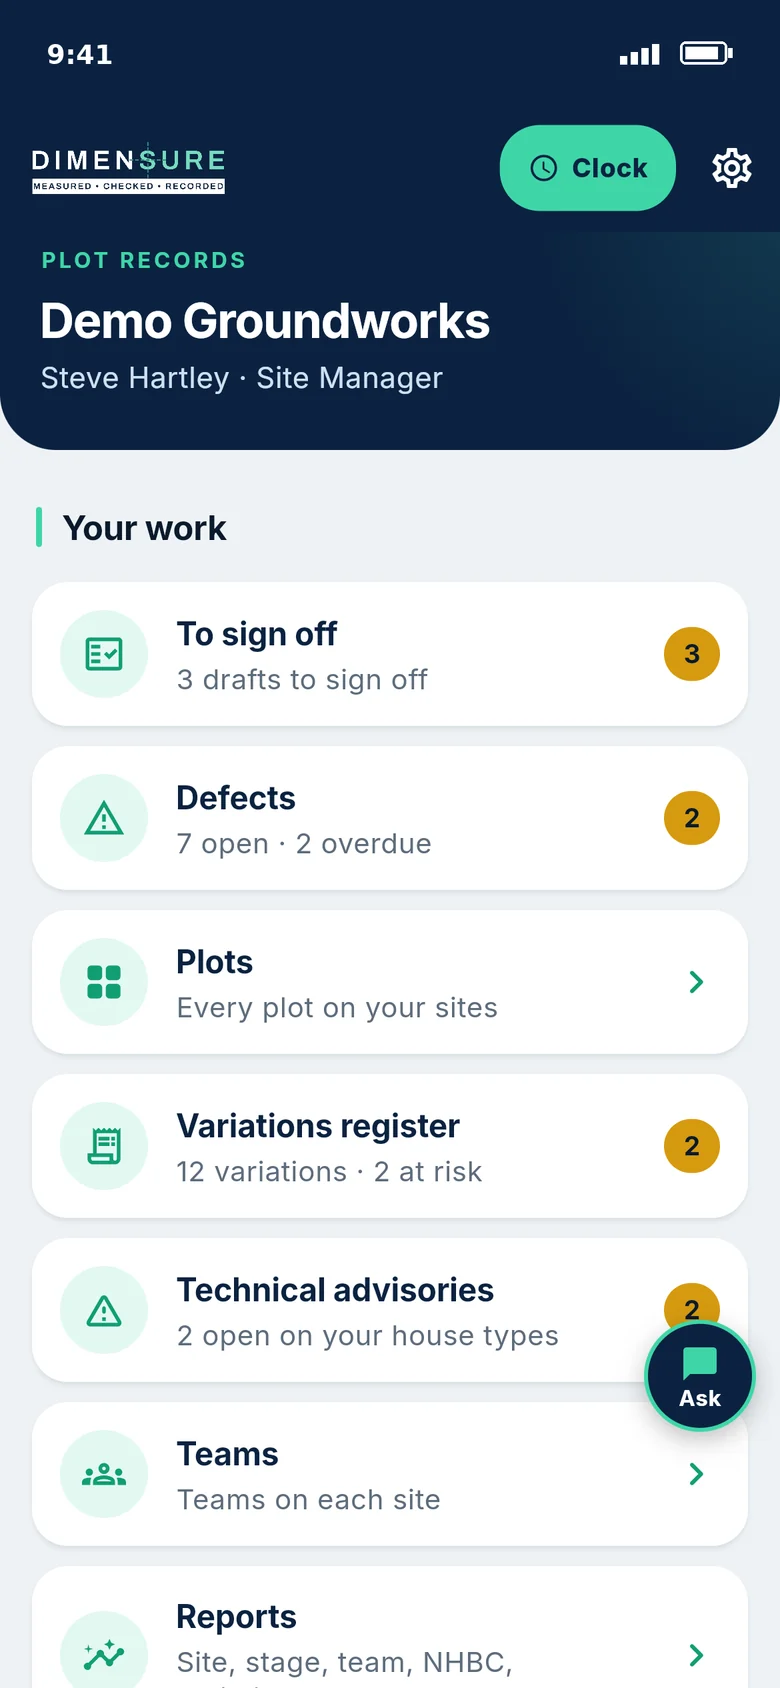 9:41
DIMENSURE
MEASURED • CHECKED • RECORDED
Clock
PLOT RECORDS
Demo Groundworks
Steve Hartley · Site Manager
Your work
To sign off
3 drafts to sign off
3
Defects
7 open · 2 overdue
2
Plots
Every plot on your sites
Variations register
12 variations · 2 at risk
2
Technical advisories
2 open on your house types
2
Ask
Teams
Teams on each site
Reports
Site, stage, team, NHBC,